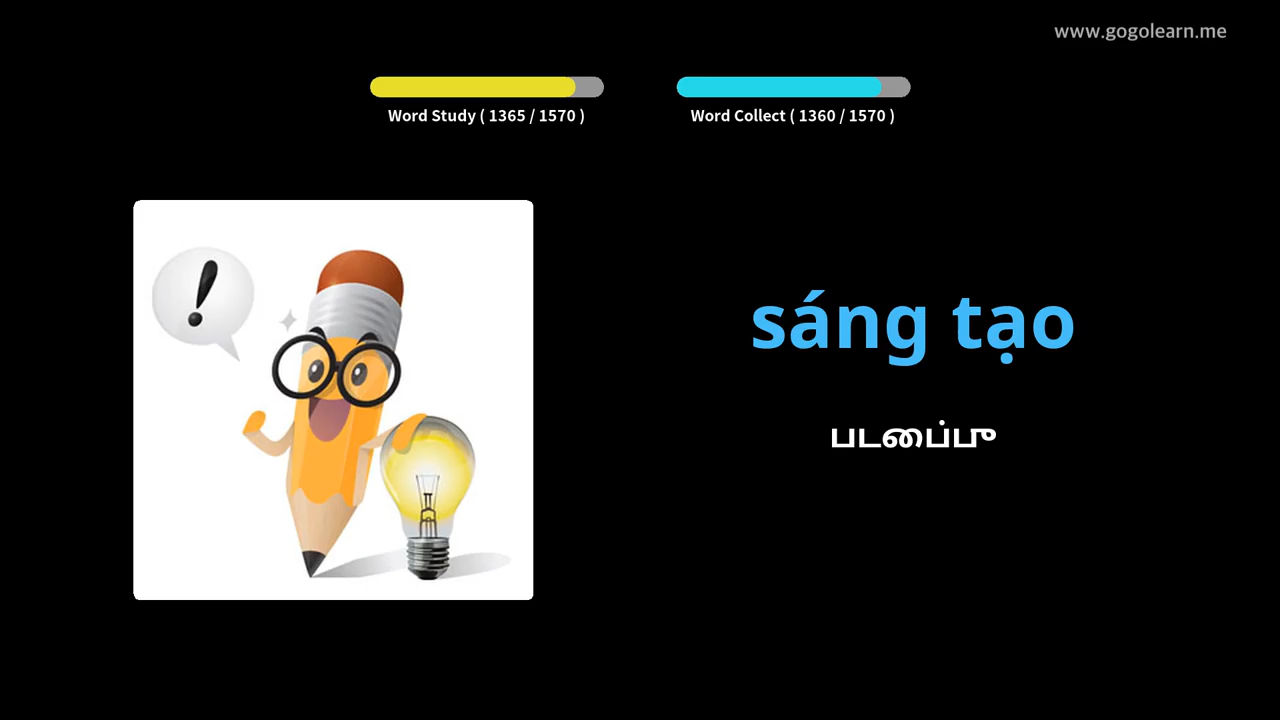 www.gogolearn.me
Word Study ( 1365 / 1570 )
Word Collect ( 1360 / 1570 )
!
sáng tạo
படைப்பு